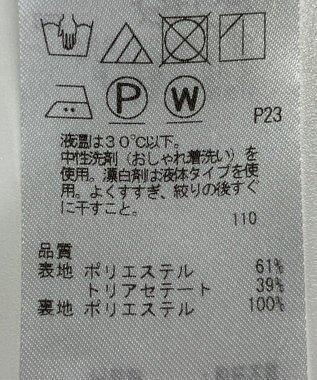 P
W
P23
液温は30℃以下。
中性洗剤（おしゃれ着洗い）を
使用。漂白剤は液体タイプを使
用。よくすすぎ、絞りの後すぐ
に干すこと。
110
品質
表地 ポリエステル 61%
トリアセテート 39%
裏地 ポリエステル 100%